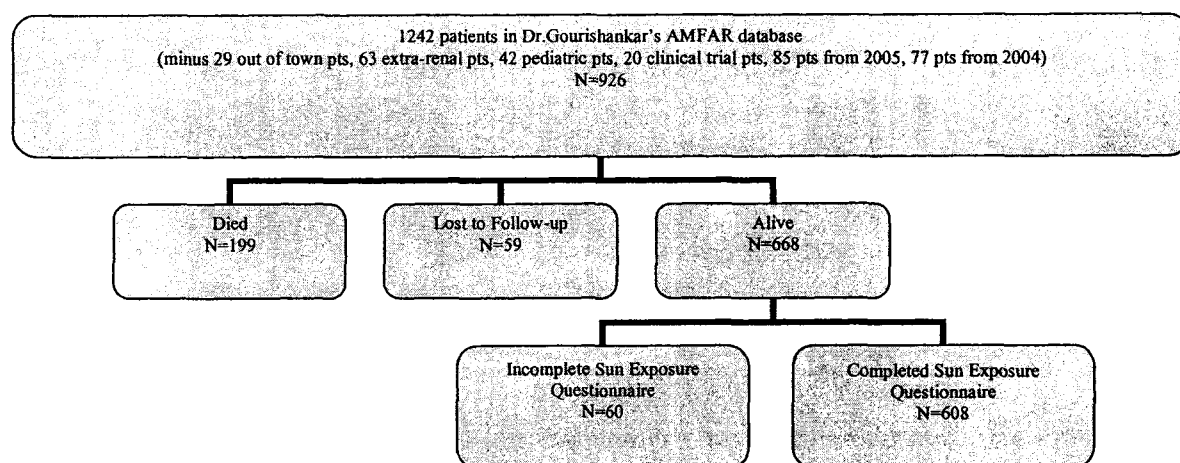 1242 patients in Dr.Gourishankar's AMFAR database
(minus 29 out of town pts, 63 extra-renal pts, 42 pediatric pts, 20 clinical trial pts, 85 pts from 2005, 77 pts from 2004)
N=926
Died
N=199
Lost to Follow-up
N=59
Alive
N=668
Incomplete Sun Exposure
Questionnaire
N=60
Completed Sun Exposure
Questionnaire
N=608